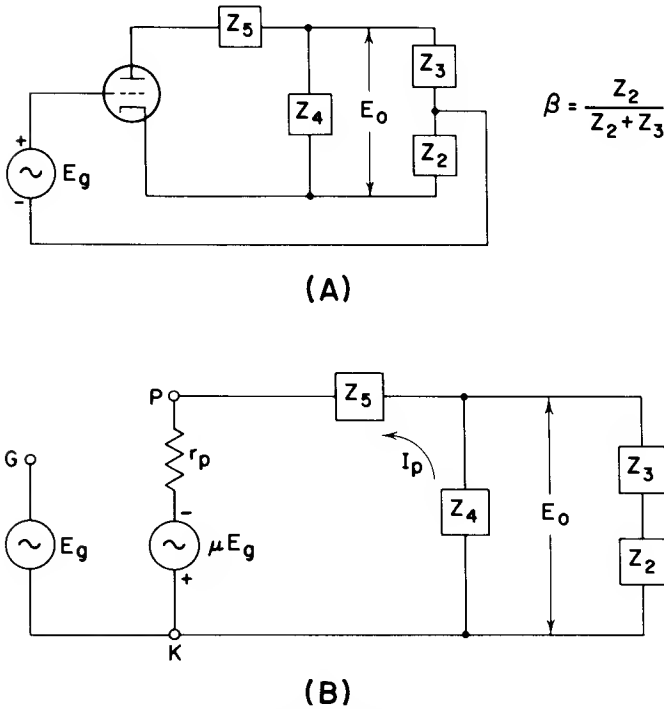 Z5
Z3
Z4
E0
Z2
+
Eg
-
β = Z2 / Z2 + Z3
(A)
P
Z5
G
rp
Ip
Z3
-
Z4
E0
Eg
μEg
Z2
+
K
(B)